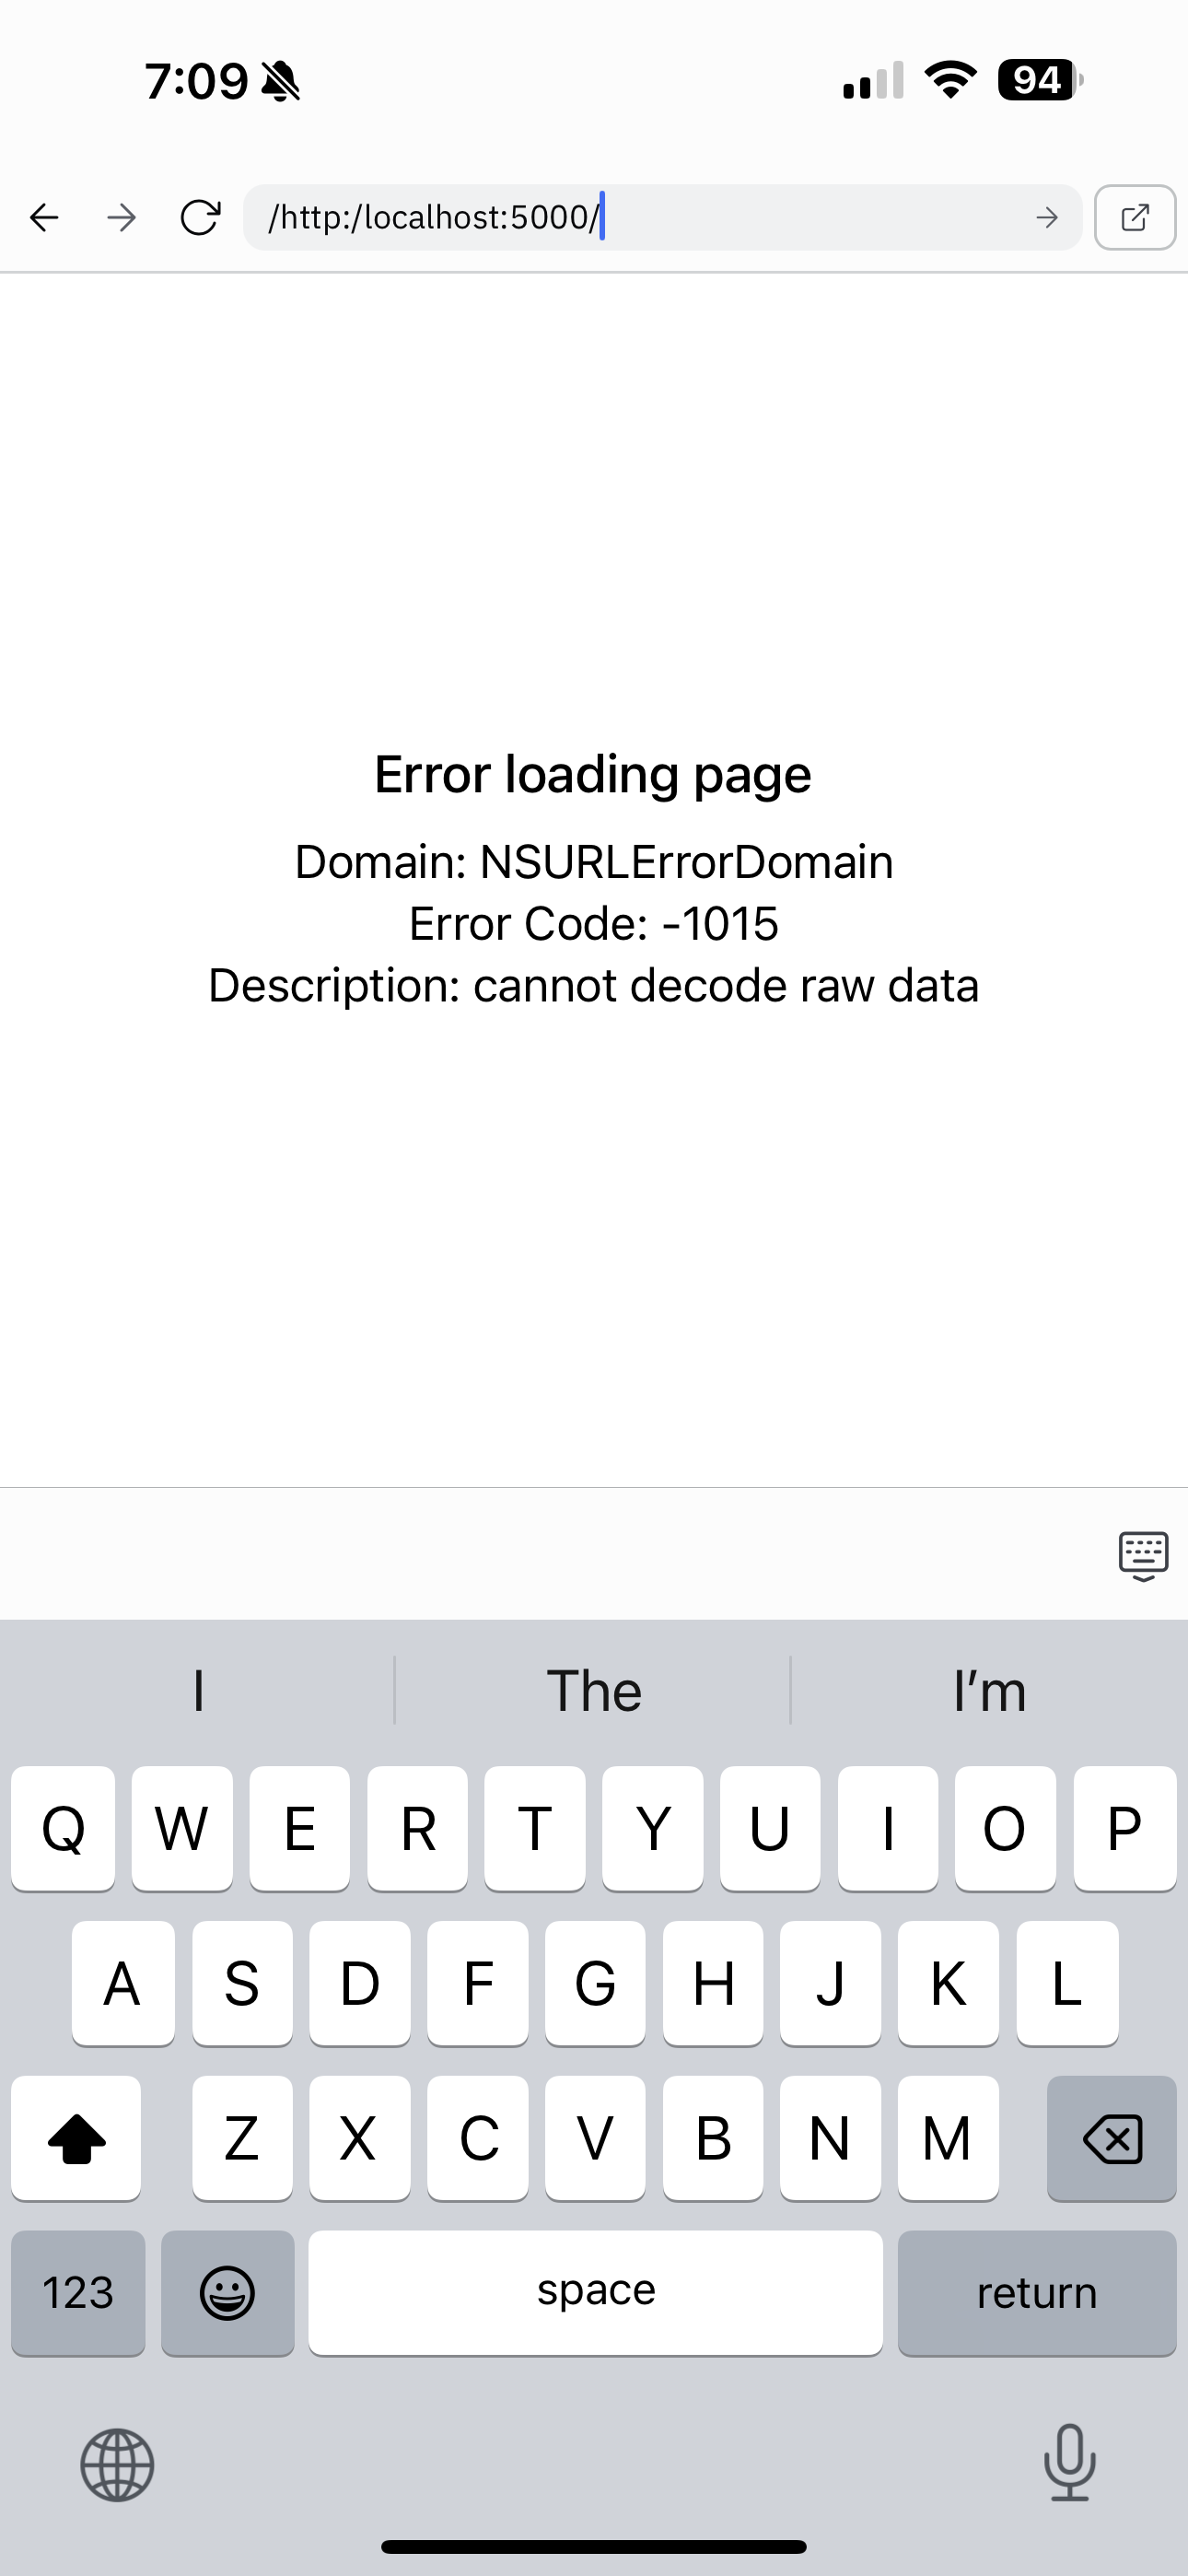 7:09
94
/http:/localhost:5000/
Error loading page
Domain: NSURLErrorDomain
Error Code: -1015
Description: cannot decode raw data
I The I’m
Q W E R T Y U I O P
A S D F G H J K L
Z X C V B N M
123 space return